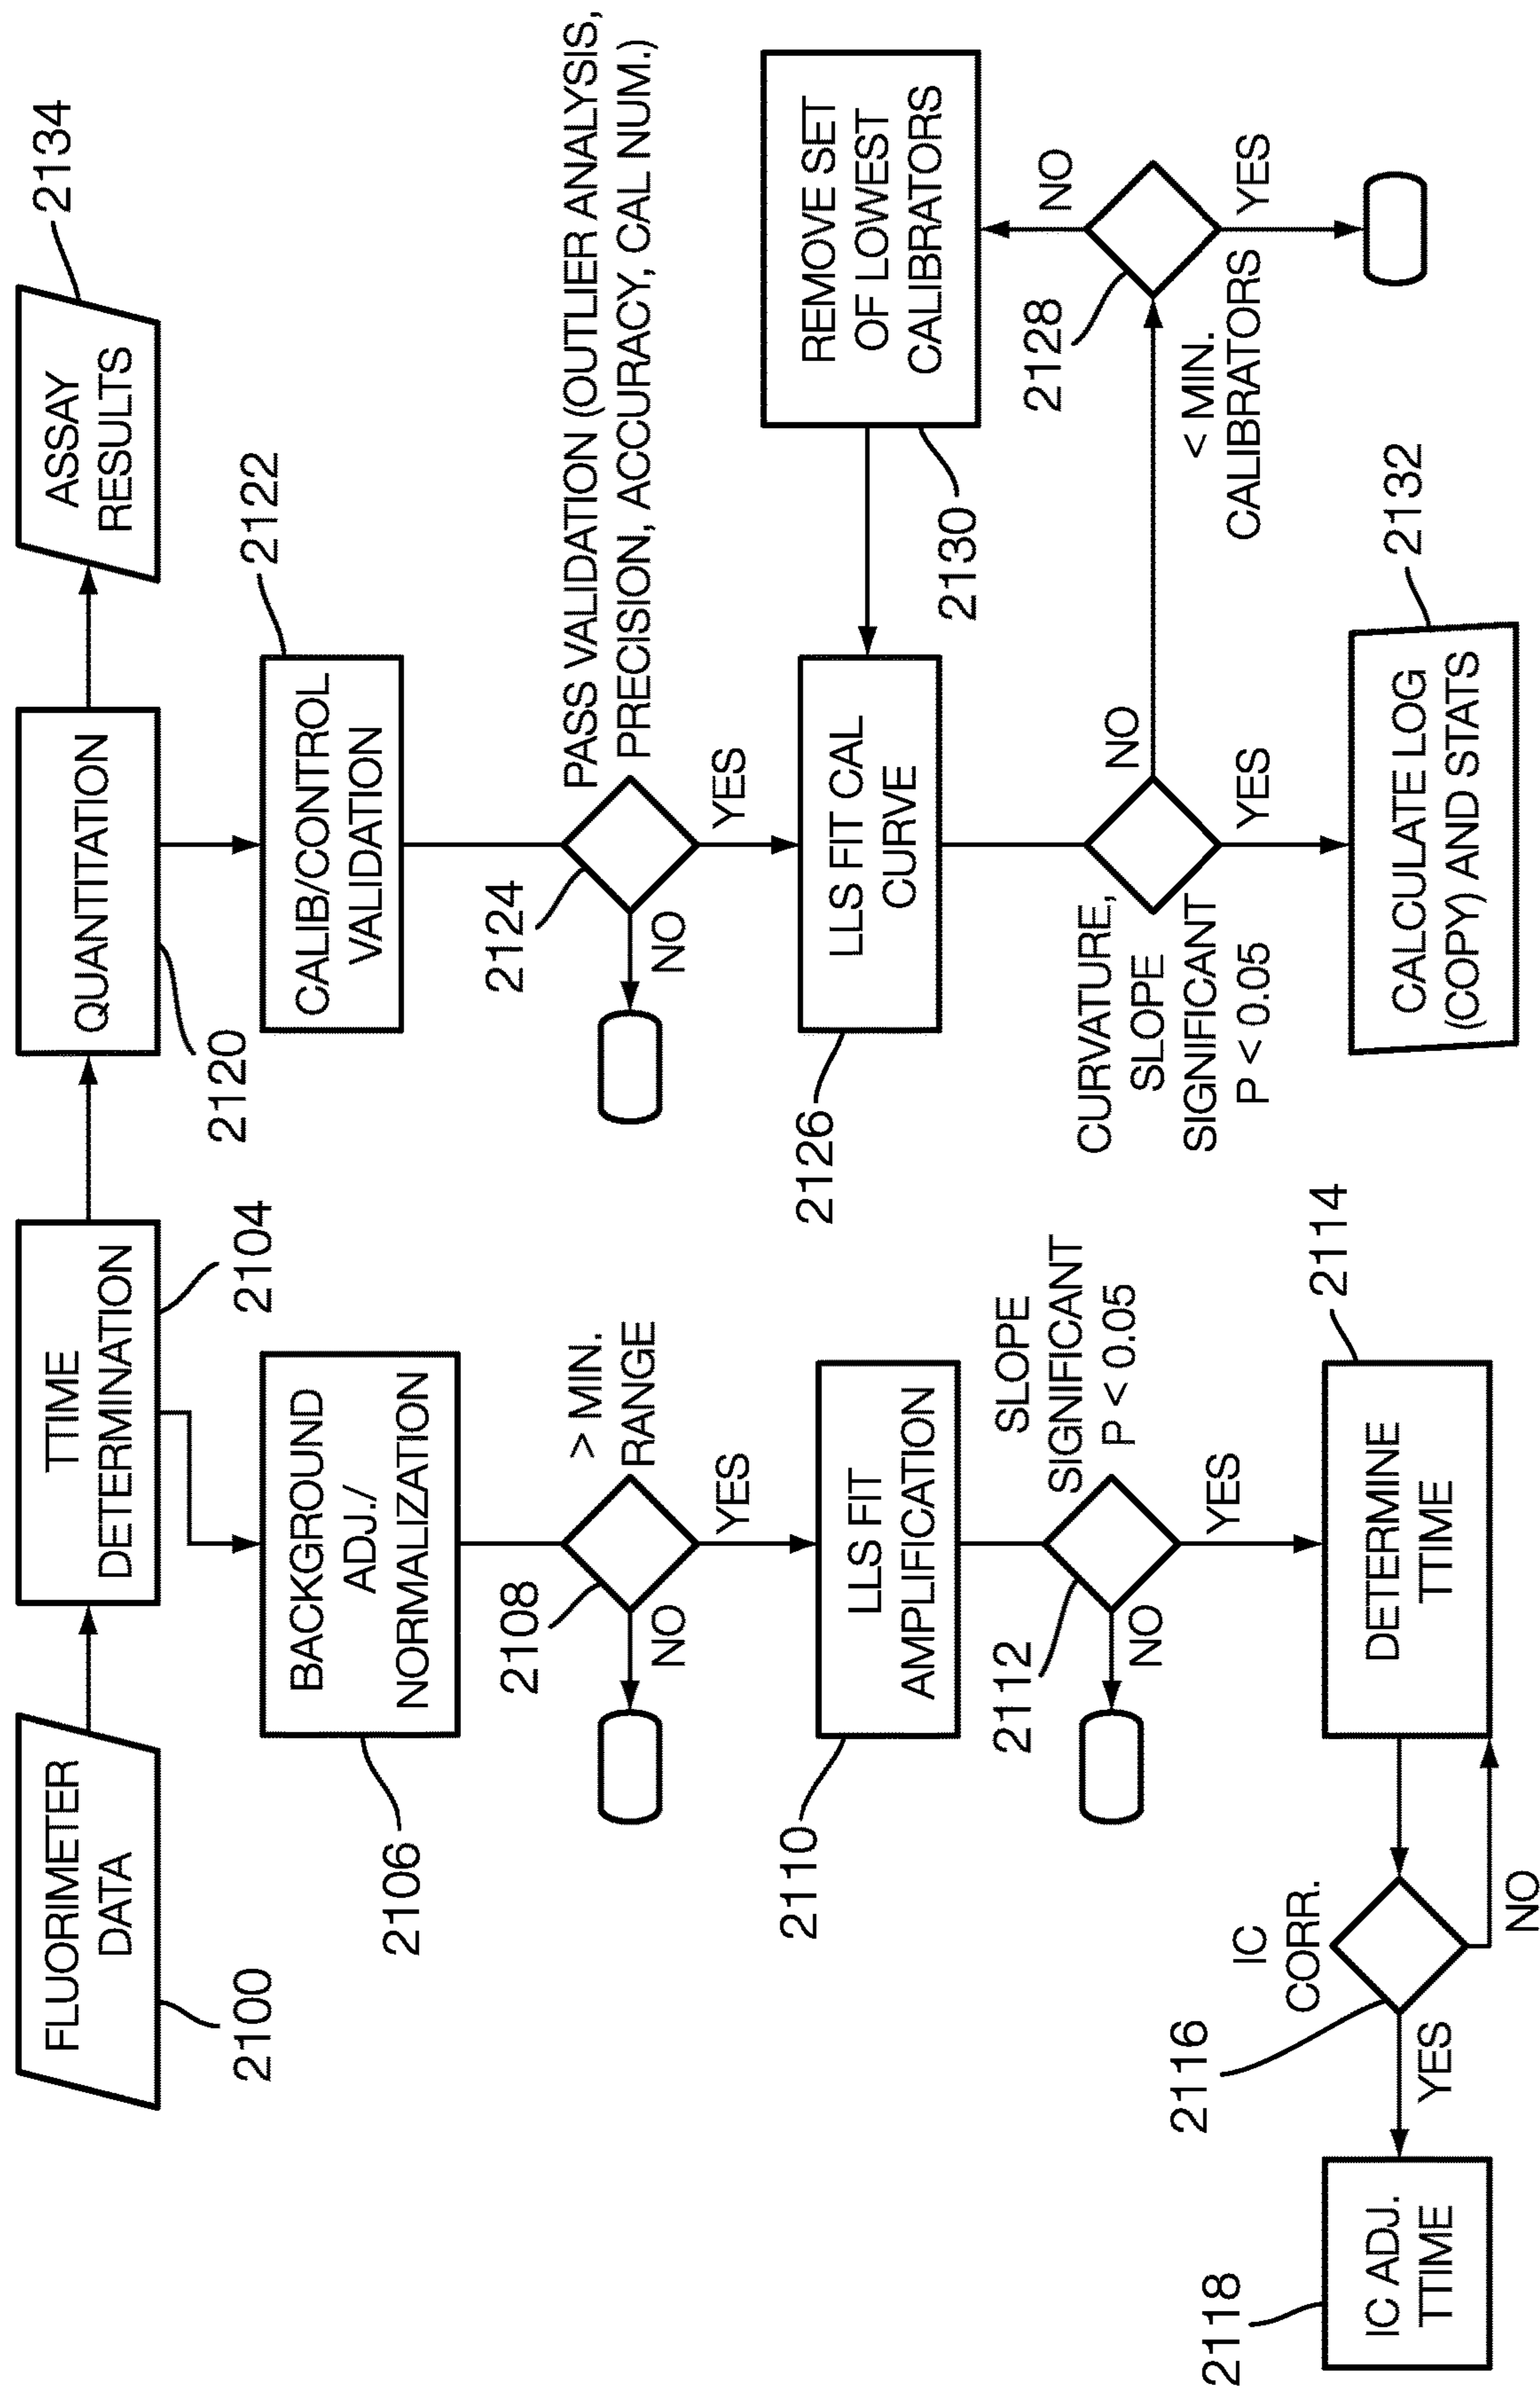 FLUORIMETER
DATA
2100
TTIME
DETERMINATION
2104
QUANTITATION
2120
ASSAY
RESULTS
2134
BACKGROUND
ADJ./
NORMALIZATION
2106
> MIN.
RANGE
2108
NO
YES
LLS FIT
AMPLIFICATION
2110
SLOPE
SIGNIFICANT
P < 0.05
2112
NO
YES
DETERMINE
TTIME
2114
IC
CORR.
2116
YES
NO
IC ADJ.
TTIME
2118
CALIB/CONTROL
VALIDATION
2122
PASS VALIDATION (OUTLIER ANALYSIS,
PRECISION, ACCURACY, CAL NUM.)
2124
NO
YES
LLS FIT CAL
CURVE
2126
CURVATURE,
SLOPE
SIGNIFICANT
P < 0.05
NO
YES
CALCULATE LOG
(COPY) AND STATS
2132
REMOVE SET
OF LOWEST
CALIBRATORS
2130
2128
NO
< MIN.
CALIBRATORS
YES